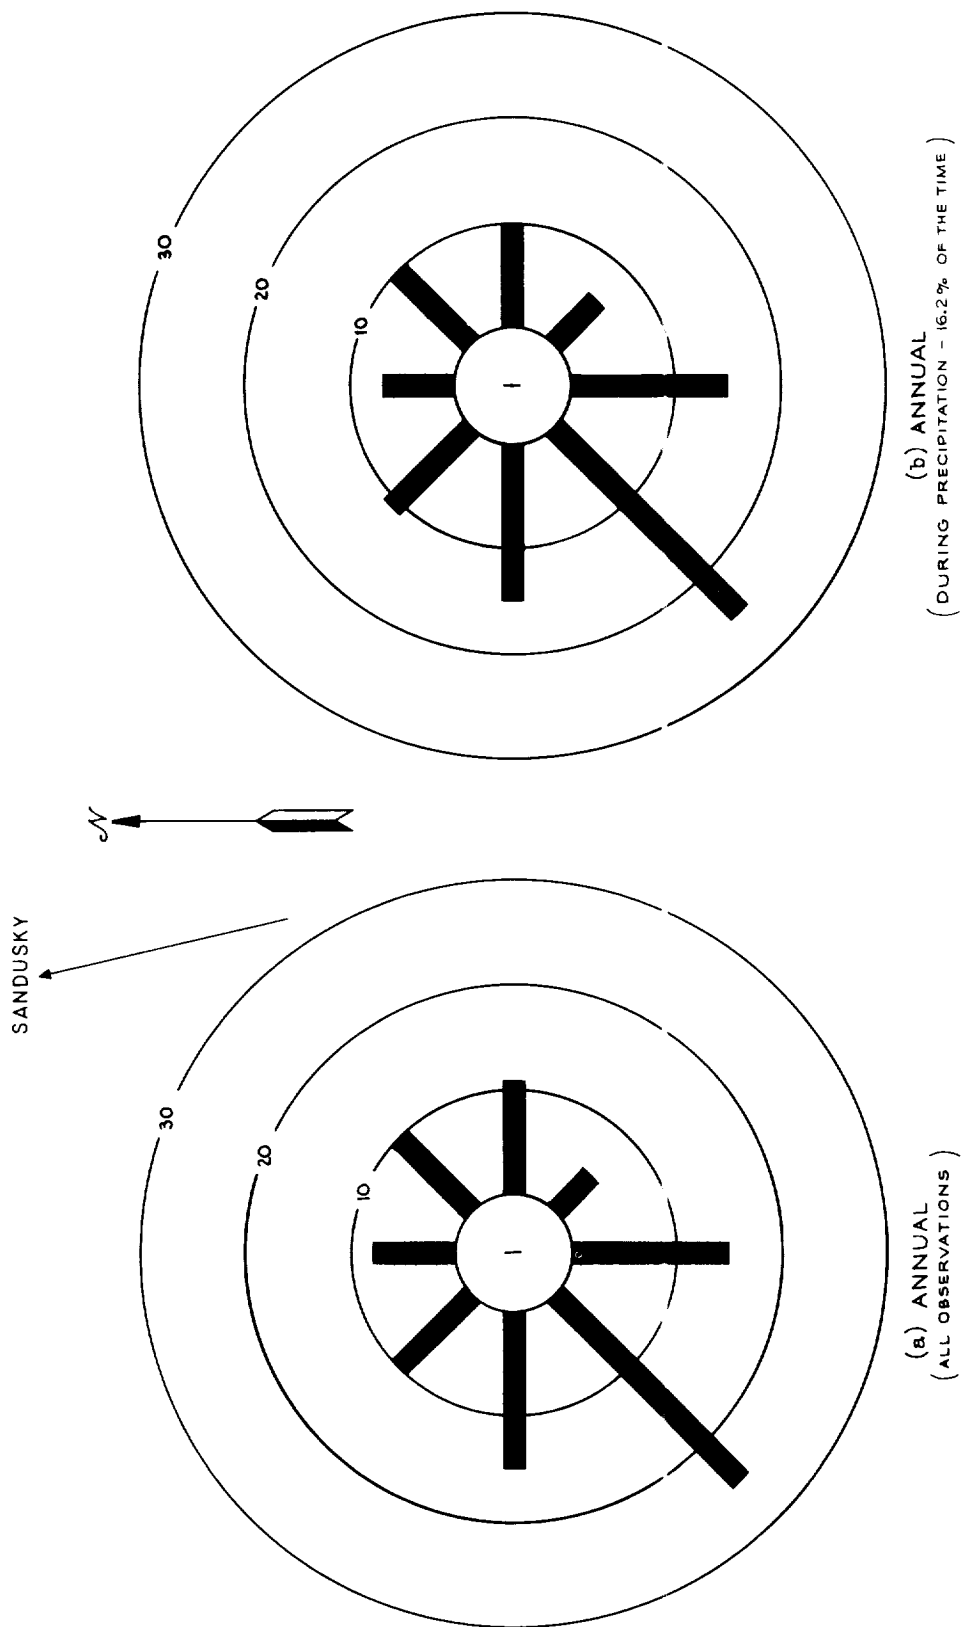 SANDUSKY
N
30
20
10
30
20
10
(a) ANNUAL
(ALL OBSERVATIONS)
(b) ANNUAL
(DURING PRECIPITATION - 16.2% OF THE TIME)